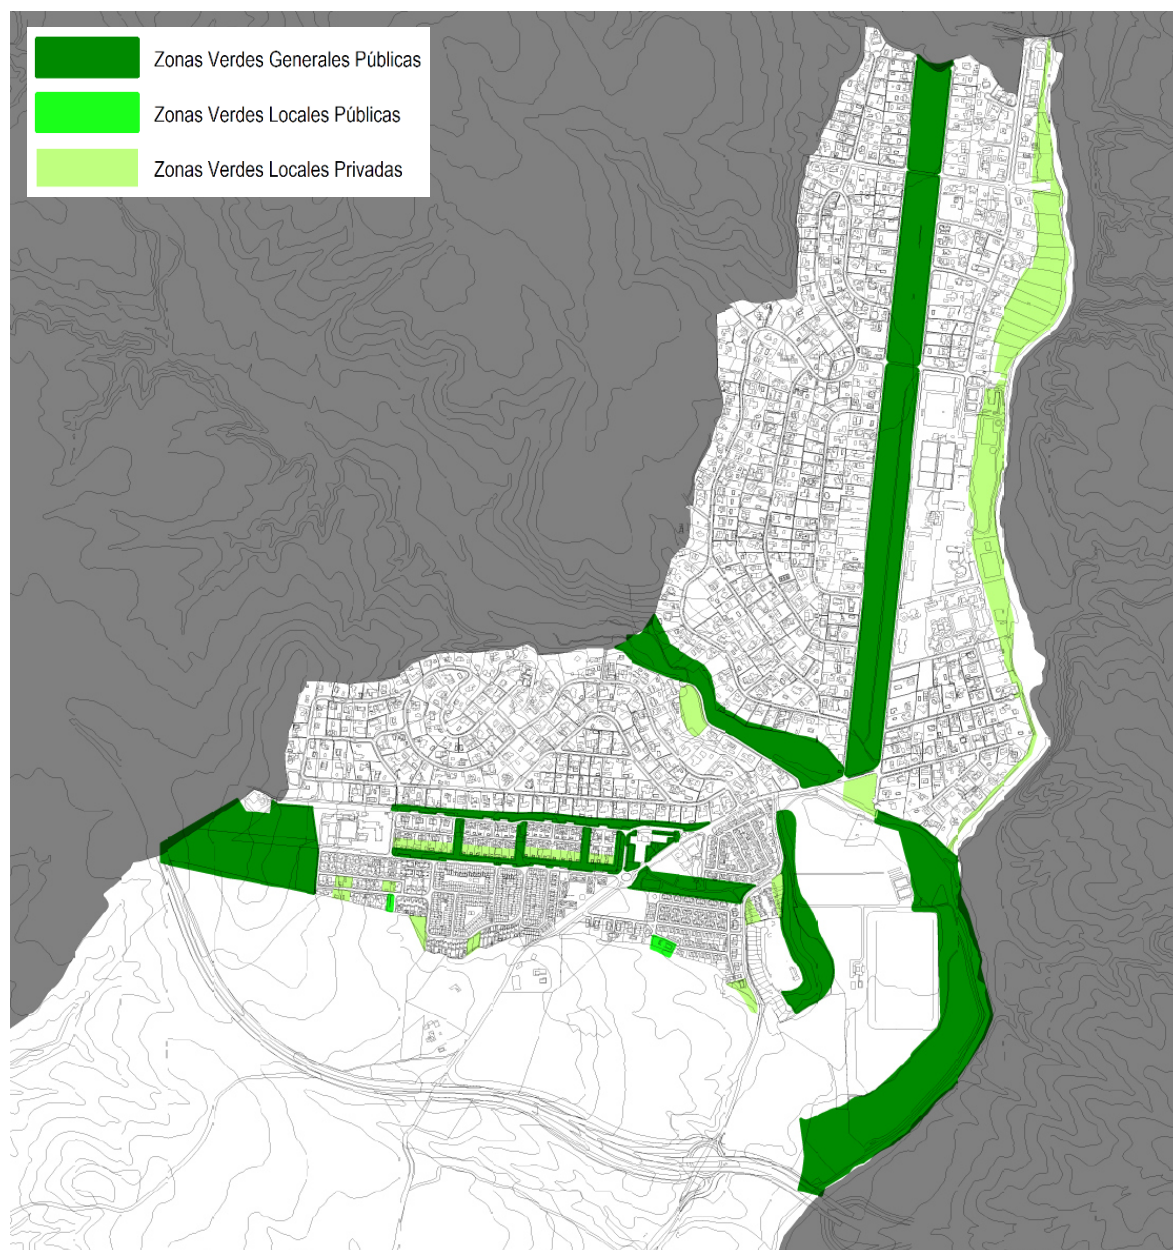 Zonas Verdes Generales Públicas
Zonas Verdes Locales Públicas
Zonas Verdes Locales Privadas